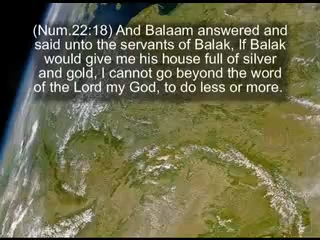 (Num.22:18) And Balaam answered and
said unto the servants of Balak, If Balak
would give me his house full of silver
and gold, I cannot go beyond the word
of the Lord my God, to do less or more.